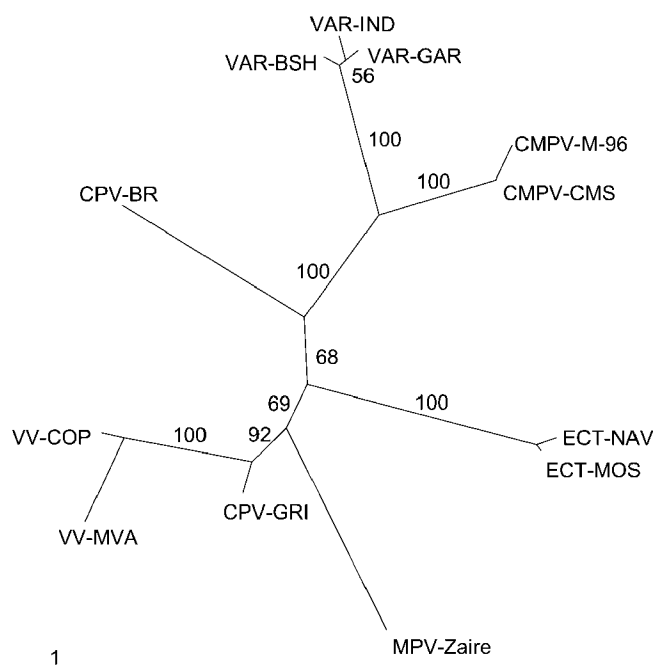 VAR-IND
VAR-BSH
VAR-GAR
56
100
CMPV-M-96
100
CMPV-CMS
CPV-BR
100
68
69
100
92
100
VV-COP
ECT-NAV
ECT-MOS
CPV-GRI
VV-MVA
MPV-Zaire
1